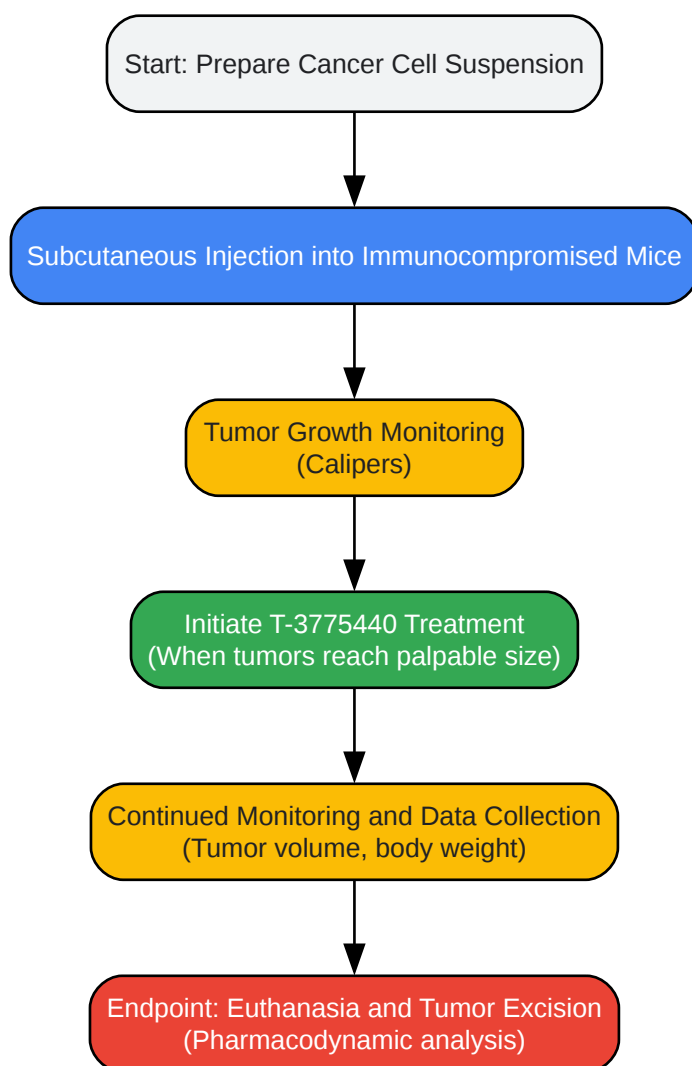 Start: Prepare Cancer Cell Suspension
Subcutaneous Injection into Immunocompromised Mice
Tumor Growth Monitoring
(Calipers)
Initiate T-3775440 Treatment
(When tumors reach palpable size)
Continued Monitoring and Data Collection
(Tumor volume, body weight)
Endpoint: Euthanasia and Tumor Excision
(Pharmacodynamic analysis)